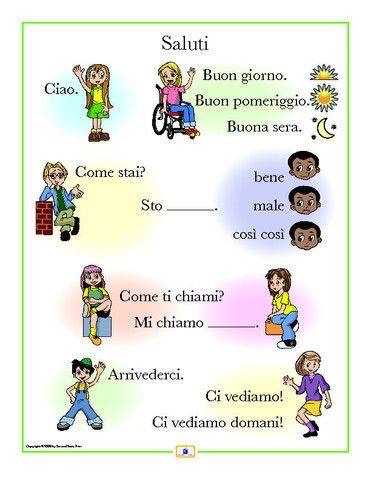 Saluti
Ciao.
Buon giorno.
Buon pomeriggio.
Buona sera.
Come stai?
Sto ______.
bene
male
così così
Come ti chiami?
Mi chiamo ______.
Arrivederci.
Ci vediamo!
Ci vediamo domani!